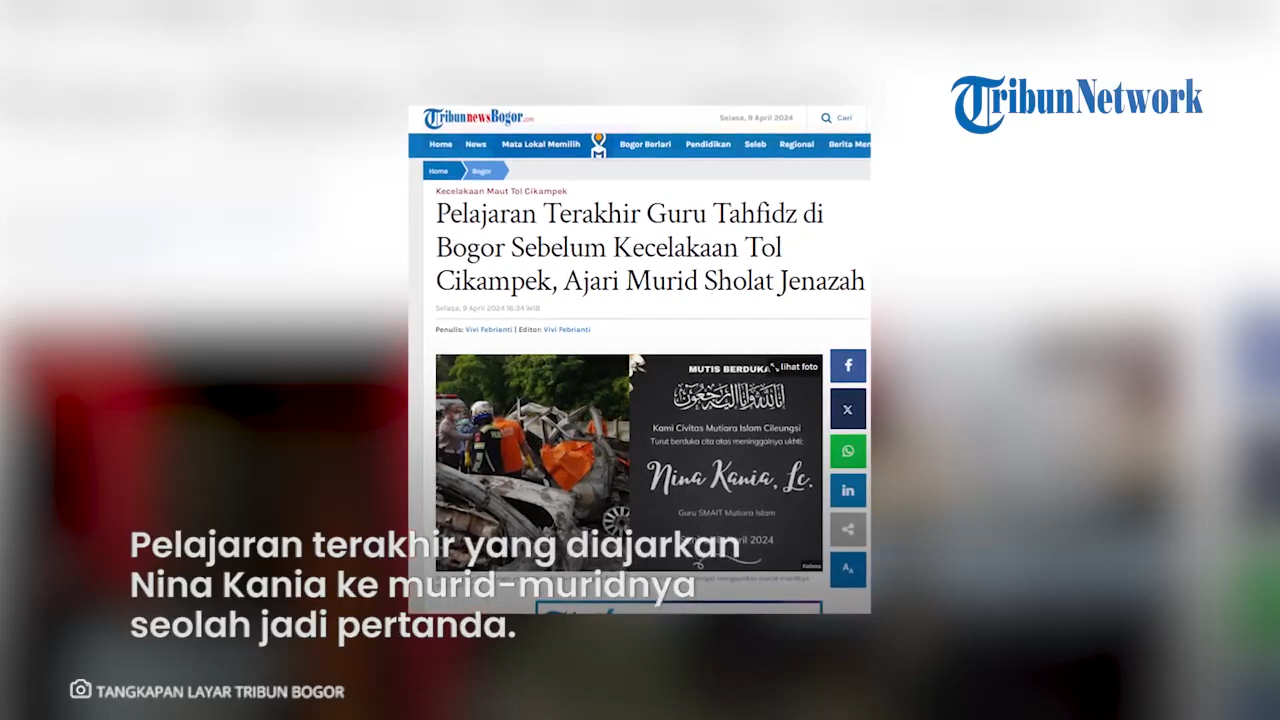 TribunNetwork
TribunnewsBogor.com
Selasa, 9 April 2024
Cari
Home News Mata Lokal Memilih Bogor Berlari Pendidikan Seleb Regional Berita
Home Bogor
Kecelakaan Maut Tol Cikampek
Pelajaran Terakhir Guru Tahfidz di
Bogor Sebelum Kecelakaan Tol
Cikampek, Ajari Murid Sholat Jenazah
Selasa, 9 April 2024 16:34 WIB
Penulis: Vivi Febrianti | Editor: Vivi Febrianti
MUTIS BERDUKA
lihat foto
Kami Civitas Mutiara Islam Cileungsi
Turut berduka cita atas meninggalnya ukhti:
Nina Kania, Lc.
Guru SMAIT Mutiara Islam
April 2024
Pelajaran terakhir yang diajarkan
Nina Kania ke murid-muridnya
seolah jadi pertanda.
TANGKAPAN LAYAR TRIBUN BOGOR